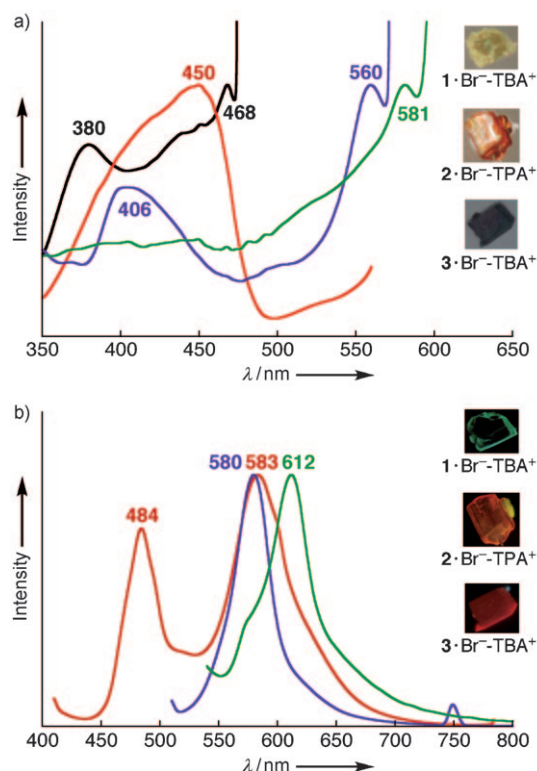 a)
450
560
468
581
380
406
Intensity
1·Br⁻-TBA⁺
2·Br⁻-TPA⁺
3·Br⁻-TBA⁺
350 400 450 500 550 600 650
λ/nm
b)
580 583 612
484
Intensity
1·Br⁻-TBA⁺
2·Br⁻-TPA⁺
3·Br⁻-TBA⁺
400 450 500 550 600 650 700 750 800
λ/nm